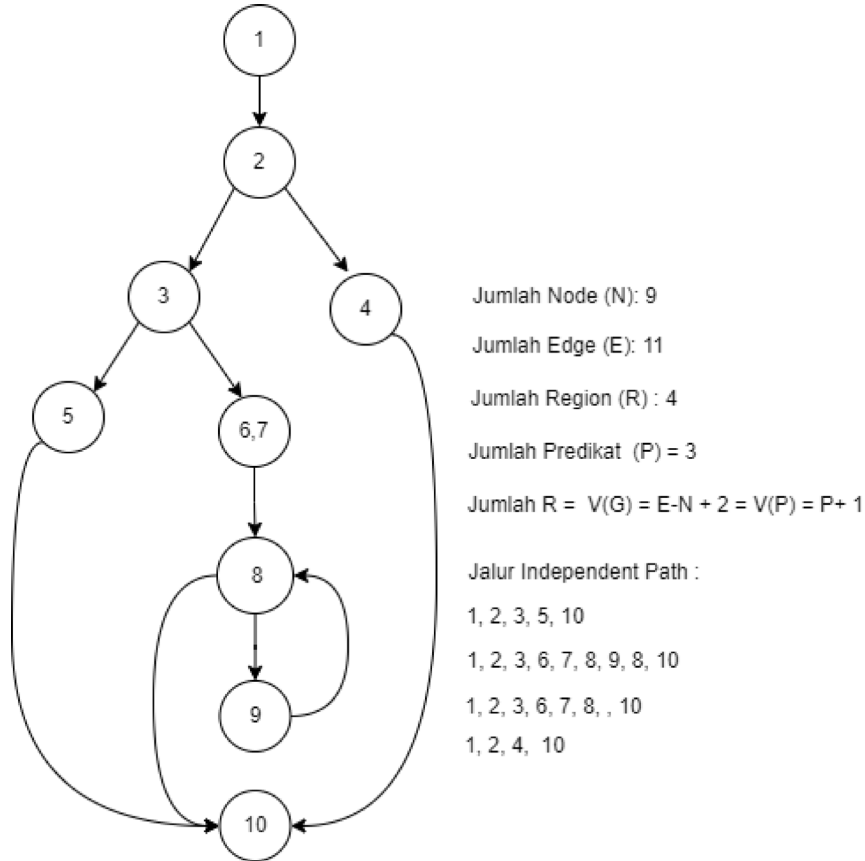 1
2
3
4
5
6,7
8
9
10
Jumlah Node (N): 9
Jumlah Edge (E): 11
Jumlah Region (R) : 4
Jumlah Predikat (P) = 3
Jumlah R = V(G) = E-N + 2 = V(P) = P+ 1
Jalur Independent Path :
1, 2, 3, 5, 10
1, 2, 3, 6, 7, 8, 9, 8, 10
1, 2, 3, 6, 7, 8, , 10
1, 2, 4, 10